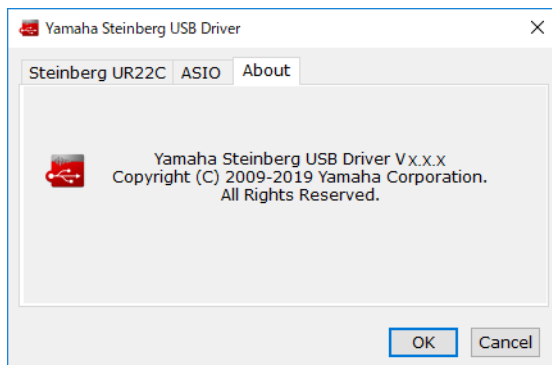 Yamaha Steinberg USB Driver
Steinberg UR22C ASIO About
Yamaha Steinberg USB Driver Vx.x.x
Copyright (C) 2009-2019 Yamaha Corporation.
All Rights Reserved.
OK Cancel